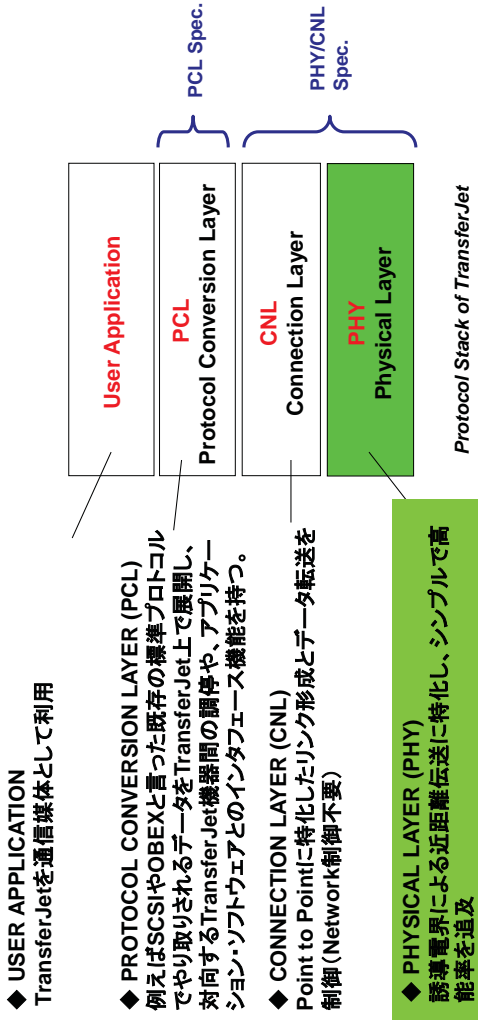 ◆ USER APPLICATION
TransferJetを通信媒体として利用
◆ PROTOCOL CONVERSION LAYER (PCL)
例えばSCSIやOBEXと言った既存の標準プロトコル
でやり取りされるデータをTransferJet上で展開し、
対向するTransferJet機器間の調停や、アプリケー
ション・ソフトウェアとのインタフェース機能を持つ。
◆ CONNECTION LAYER (CNL)
Point to Pointに特化したリンク形成とデータ転送を
制御（Network制御不要）
◆ PHYSICAL LAYER (PHY)
誘導電界による近距離伝送に特化し、シンプルで高
能率を追及
User Application
PCL
Protocol Conversion Layer
CNL
Connection Layer
PHY
Physical Layer
PCL Spec.
PHY/CNL
Spec.
Protocol Stack of TransferJet